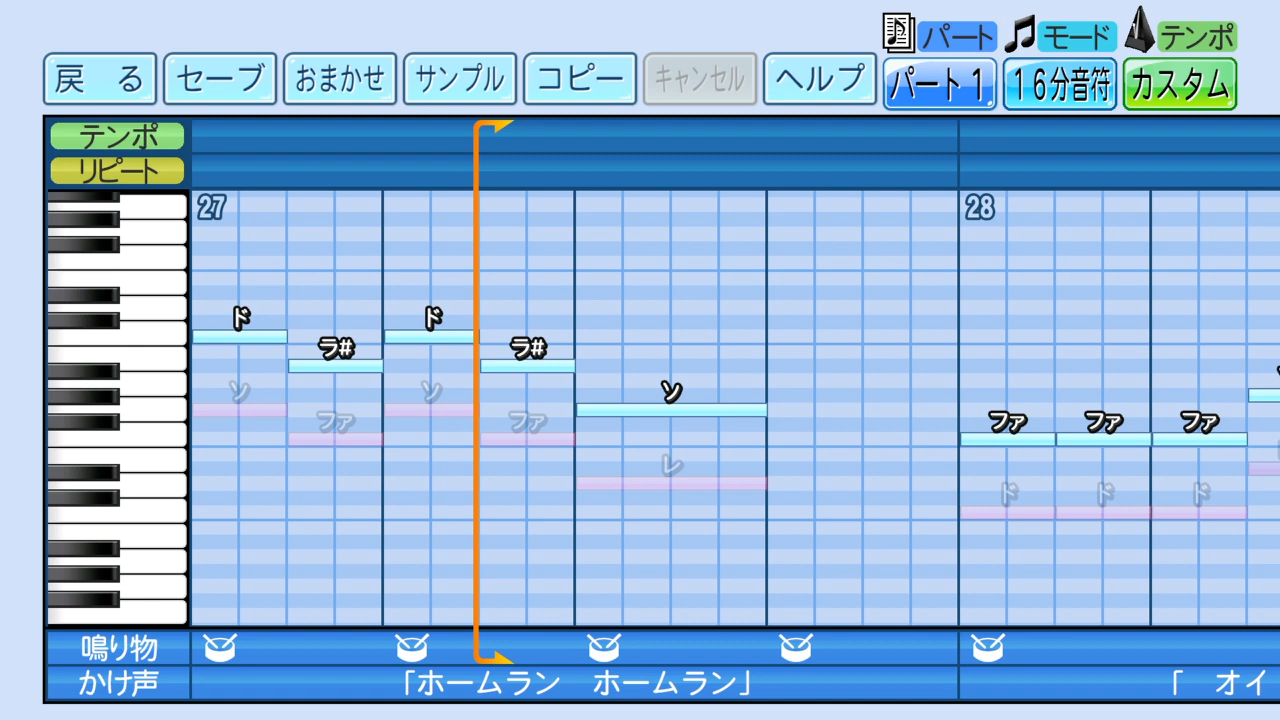 パート モード テンポ
戻 る セーブ おまかせ サンプル コピー キャンセル ヘルプ パート1 16分音符 カスタム
テンポ
リピート
27 28
ド ド
ラ# ラ#
ソ ソ ソ
ファ ファ ファ ファ ファ
レ
ド ド ド
鳴り物
かけ声 「ホームラン ホームラン」 「 オイ